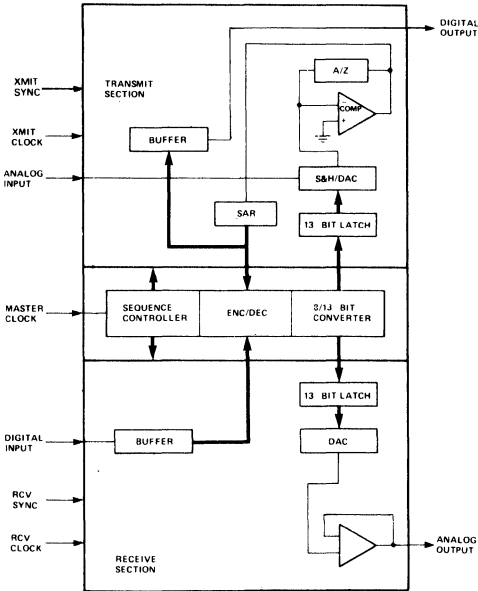 DIGITAL
OUTPUT
XMIT
SYNC
TRANSMIT
SECTION
A/Z
COMP
-
+
XMIT
CLOCK
BUFFER
ANALOG
INPUT
S&H/DAC
SAR
13 BIT LATCH
MASTER
CLOCK
SEQUENCE
CONTROLLER
ENC/DEC
8/13 BIT
CONVERTER
13 BIT LATCH
DIGITAL
INPUT
BUFFER
DAC
RCV
SYNC
RCV
CLOCK
ANALOG
OUTPUT
RECEIVE
SECTION